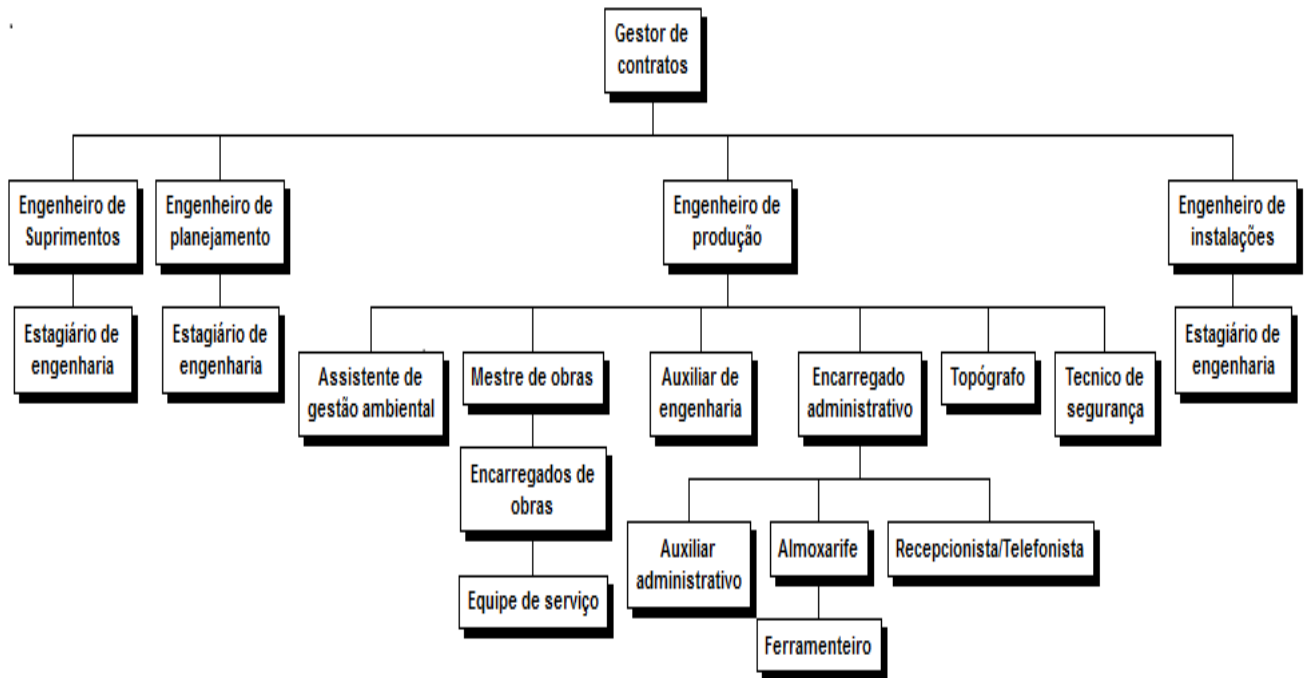 Gestor de
contratos
Engenheiro de
Suprimentos
Engenheiro de
planejamento
Engenheiro de
produção
Engenheiro de
instalações
Estagiário de
engenharia
Estagiário de
engenharia
Estagiário de
engenharia
Assistente de
gestão ambiental
Mestre de obras
Auxiliar de
engenharia
Encarregado
administrativo
Topógrafo
Tecnico de
segurança
Encarregados de
obras
Auxiliar
administrativo
Almoxarife
Recepcionista/Telefonista
Equipe de serviço
Ferramenteiro